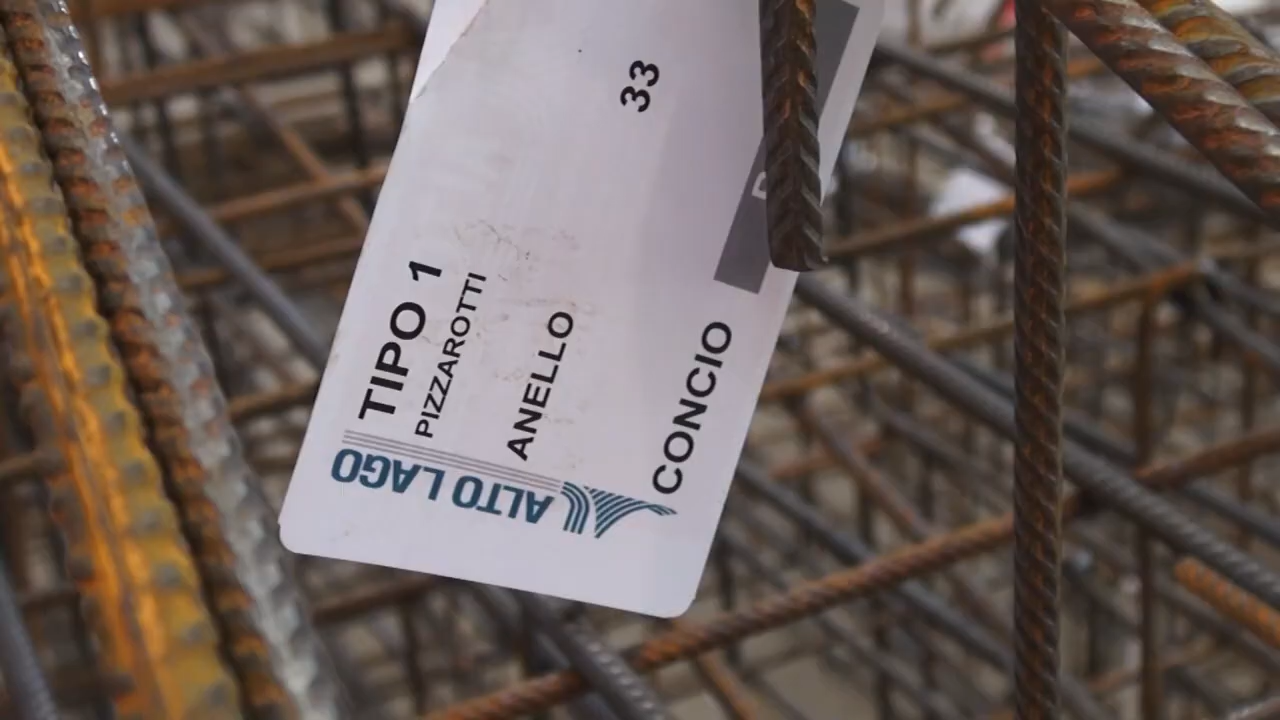 ALTO LAGO
TIPO 1
PIZZAROTTI
ANELLO
33
CONCIO